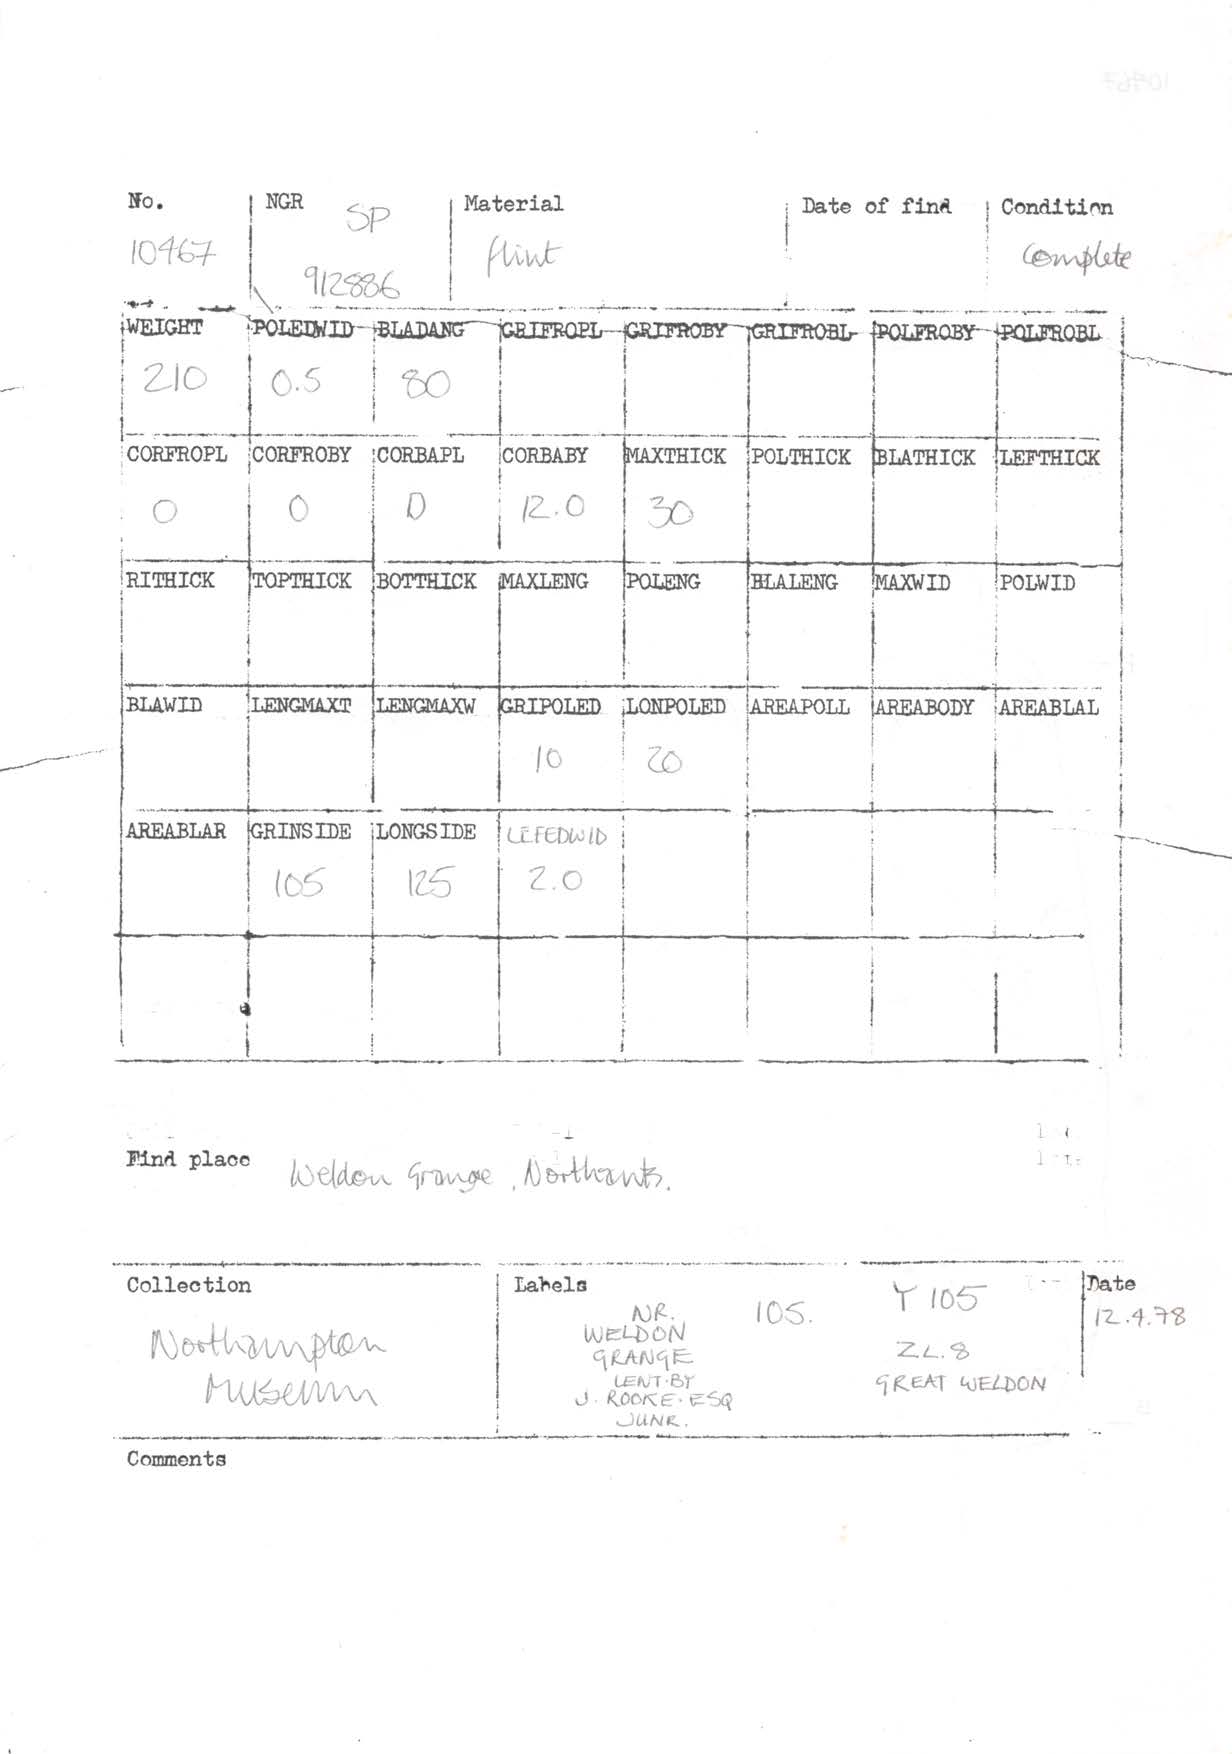 No. NGR Material Date of find Condition
SP
10467 flint complete
912886
WEIGHT POLEDWID BLADANG GRIFROPL GRIFROBY GRIFROBL POLFROBY POLFROBL
210 0.5 80
CORFROPL CORFROBY CORBAPL CORBABY MAXTHICK POLTHICK BLATHICK LEFTHICK
0 0 0 12.0 30
RITHICK TOPTHICK BOTTHICK MAXLENG POLENG BLALENG MAXWID POLWID
BLAWID LENGMAXT LENGMAXW GRIPOLED LONPOLED AREAPOLL AREABODY AREABLAL
10 20
AREABLAR GRINSIDE LONGSIDE LEFEDWID
105 125 2.0
Find place Weldon Grange, Northants.
Collection Labels Date
Northampton
Museum
NR.
WELDON
GRANGE
LENT·BY
J. ROOKE·ESQ
JUNR.
105.
Y 105
ZL.8
GREAT WELDON
12.4.78
Comments